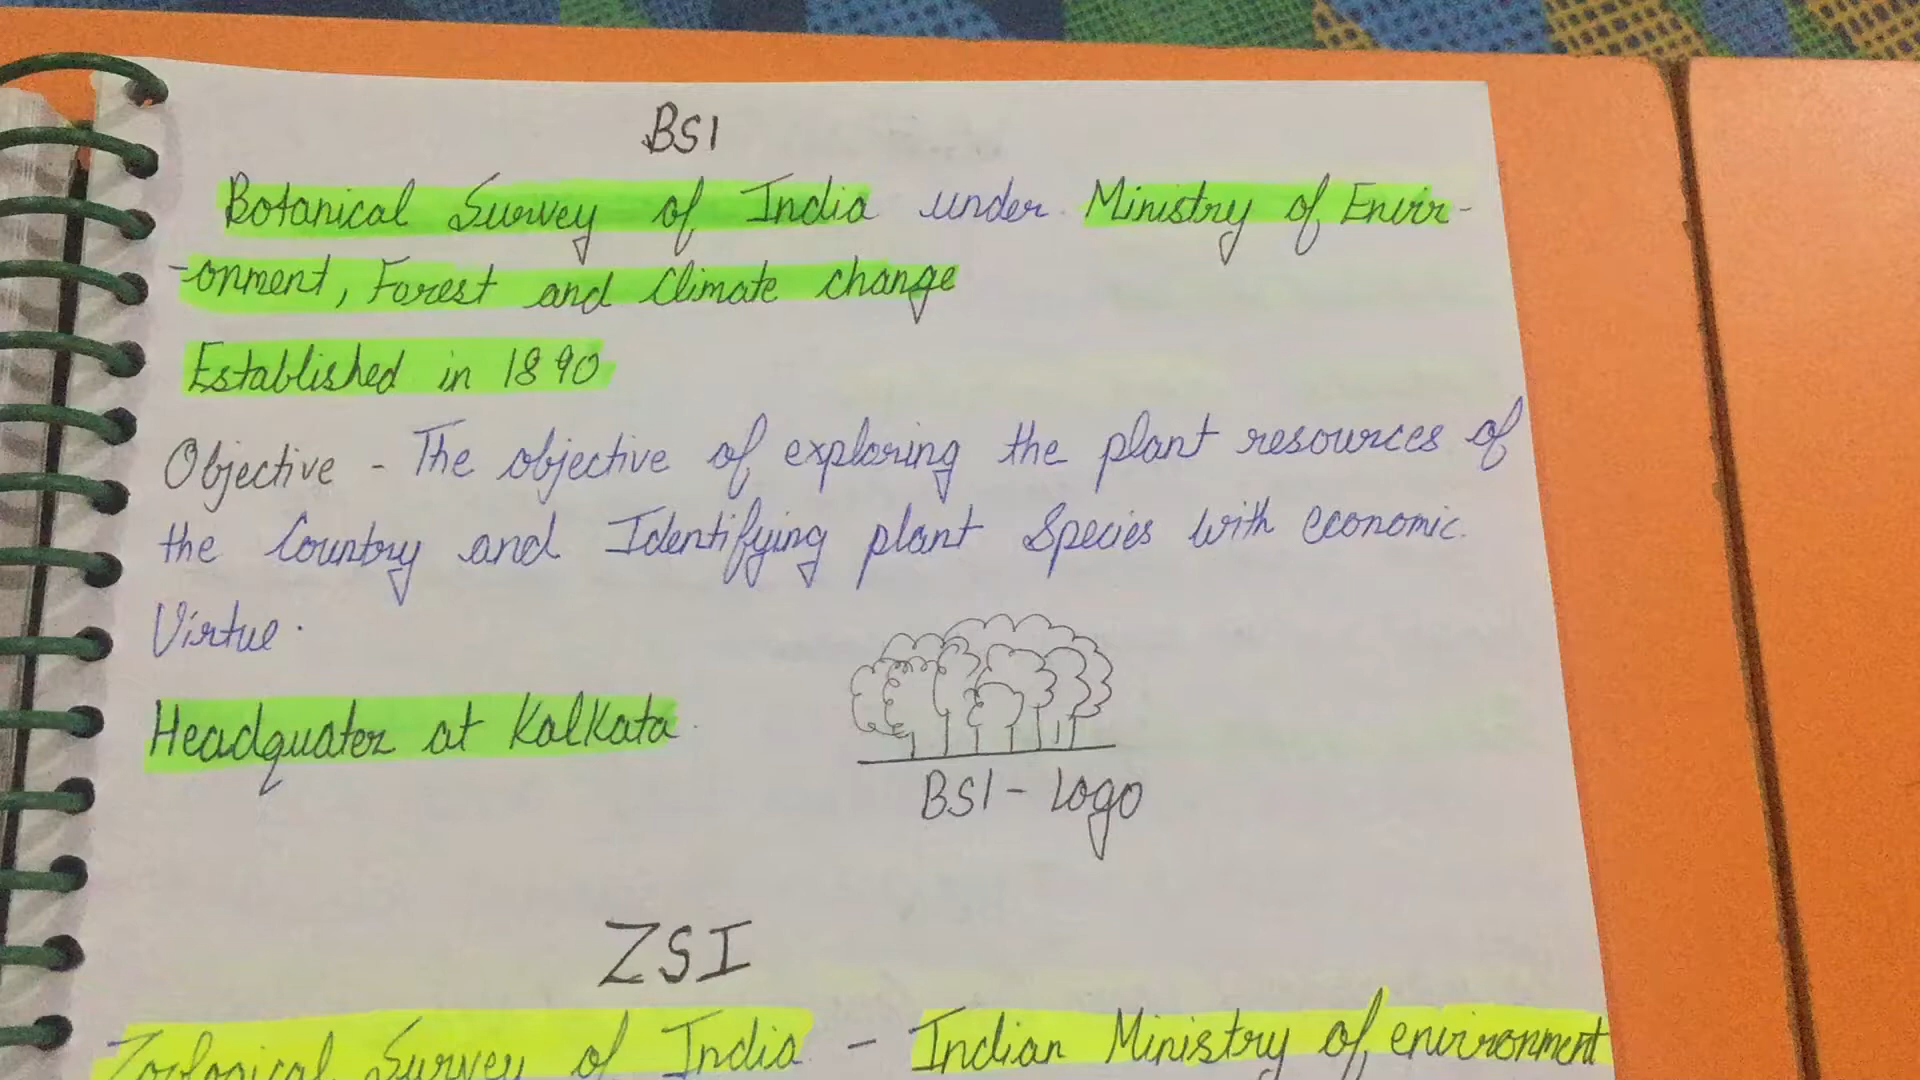 BSI
Botanical Survey of India under Ministry of Envir-
-onment, Forest and Climate change
Established in 1890
Objective - The objective of exploring the plant resources of
the Country and Identifying plant Species with economic.
Virtue.
Headquater at Kolkata.
BSI - Logo
ZSI
Zoological Survey of India - Indian Ministry of environment